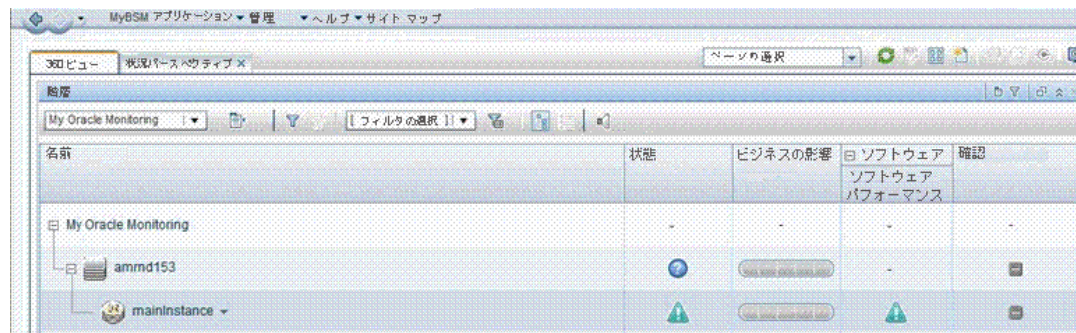 MyBSM アプリケーション▼ 管理 ▼ヘルプ▼サイト マップ
360 ビュー 状況パースペクティブ × ページの選択
階層
My Oracle Monitoring [ フィルタの選択 ]
名前 状態 ビジネスの影響 ソフトウェア 確認
ソフトウェア
パフォーマンス
My Oracle Monitoring - - - -
amrnd153 -
mainInstance